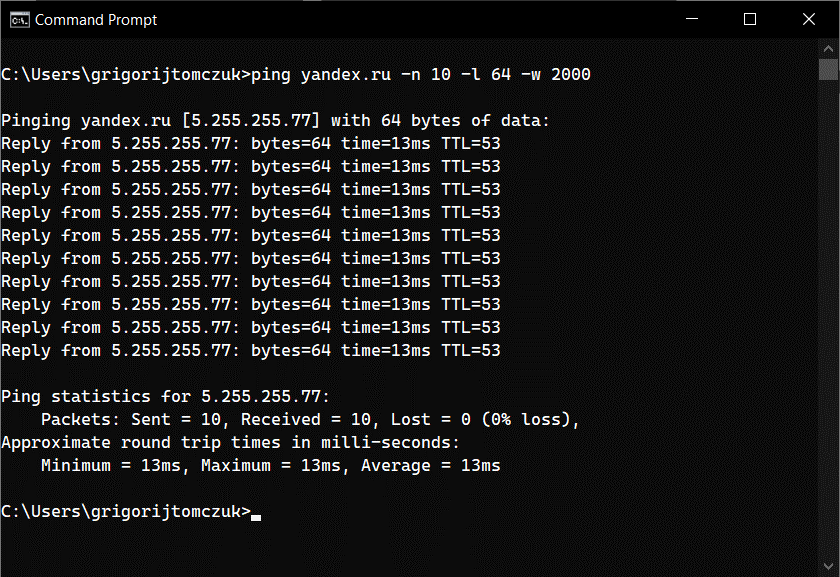 Command Prompt
C:\Users\grigorijtomczuk>ping yandex.ru -n 10 -l 64 -w 2000
Pinging yandex.ru [5.255.255.77] with 64 bytes of data:
Reply from 5.255.255.77: bytes=64 time=13ms TTL=53
Reply from 5.255.255.77: bytes=64 time=13ms TTL=53
Reply from 5.255.255.77: bytes=64 time=13ms TTL=53
Reply from 5.255.255.77: bytes=64 time=13ms TTL=53
Reply from 5.255.255.77: bytes=64 time=13ms TTL=53
Reply from 5.255.255.77: bytes=64 time=13ms TTL=53
Reply from 5.255.255.77: bytes=64 time=13ms TTL=53
Reply from 5.255.255.77: bytes=64 time=13ms TTL=53
Reply from 5.255.255.77: bytes=64 time=13ms TTL=53
Reply from 5.255.255.77: bytes=64 time=13ms TTL=53
Ping statistics for 5.255.255.77:
    Packets: Sent = 10, Received = 10, Lost = 0 (0% loss),
Approximate round trip times in milli-seconds:
    Minimum = 13ms, Maximum = 13ms, Average = 13ms
C:\Users\grigorijtomczuk>